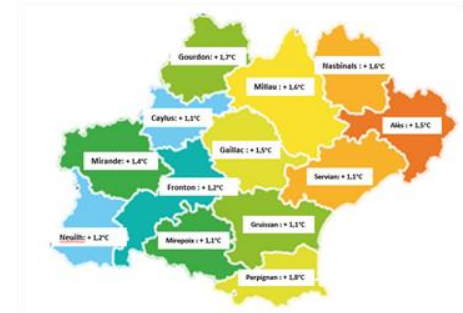 Gourdon: + 1,7°C
Nasbinals : + 1,6°C
Millau : + 1,6°C
Caylus: + 1,1°C
Alès : + 1,5°C
Gaillac : + 1,5°C
Mirande: + 1,4°C
Servian: + 1,1°C
Fronton : + 1,2°C
Gruissan : + 1,1°C
Neuilh: + 1,2°C
Mirepoix : + 1,1°C
Perpignan : + 1,8°C